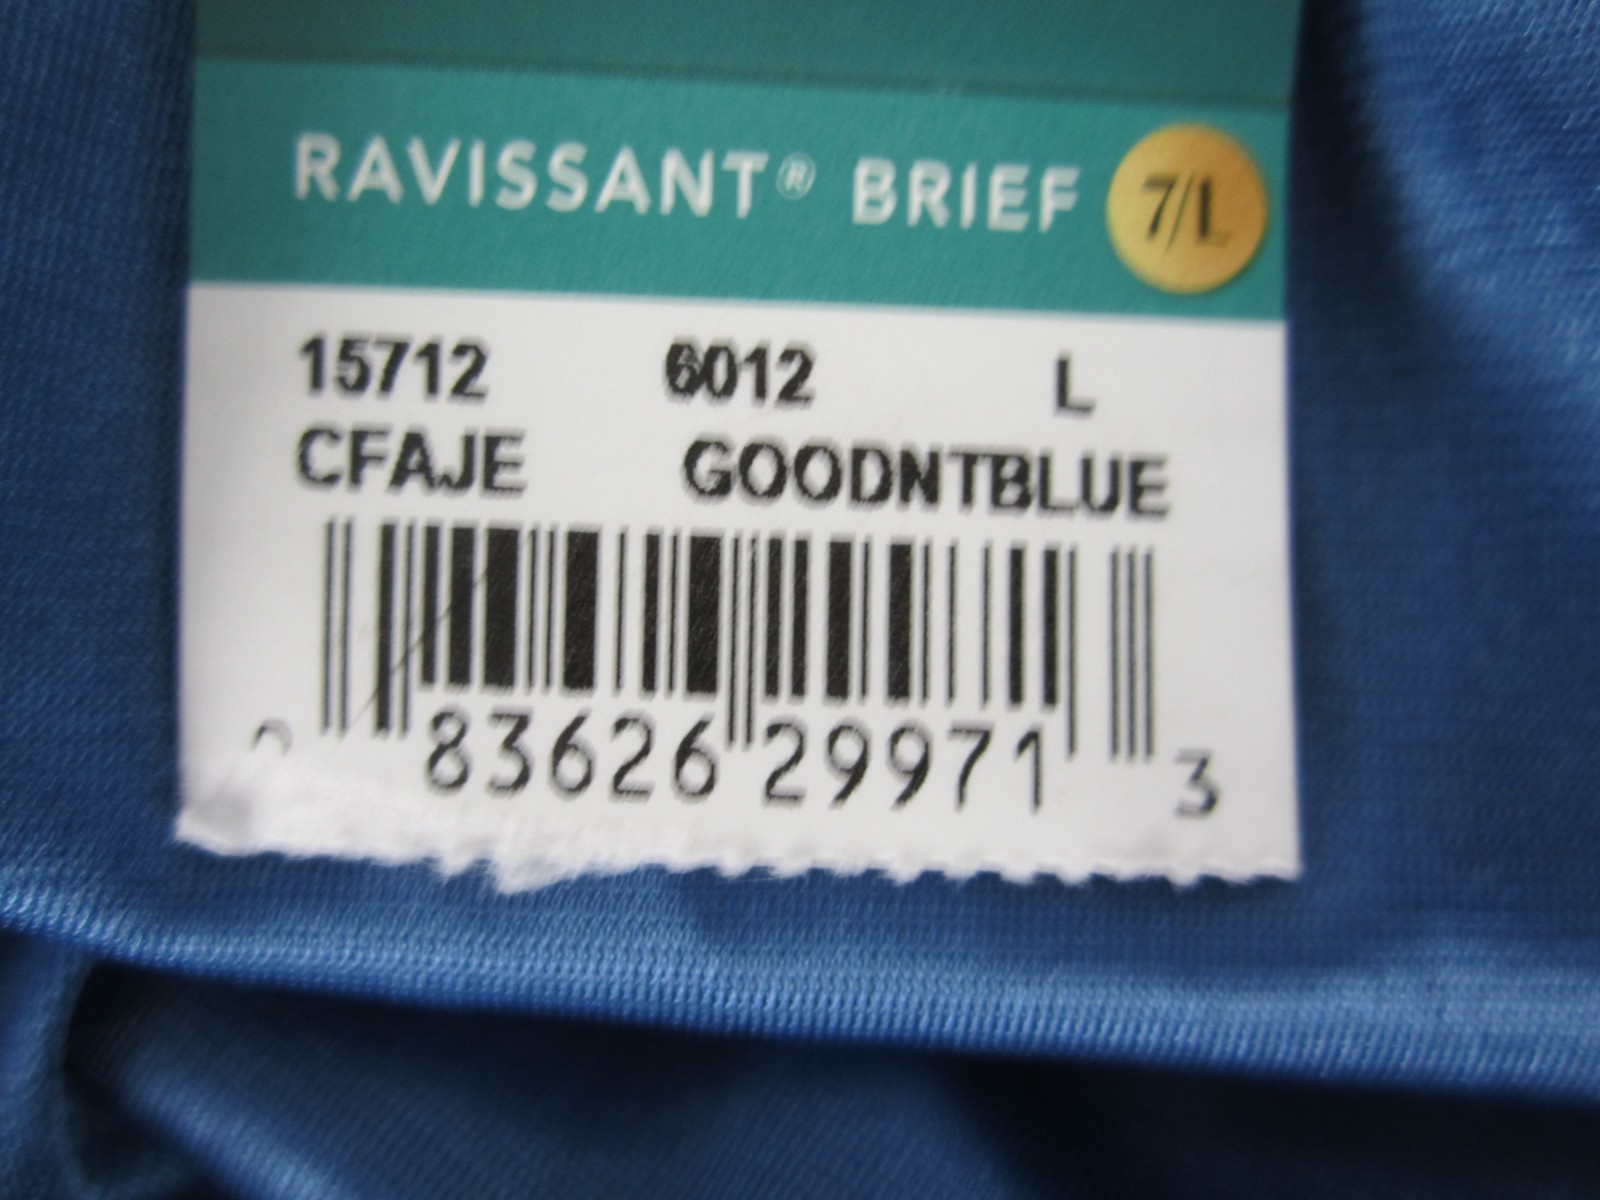 RAVISSANT® BRIEF 7/L
15712 6012 L
CFAJE GOODNTBLUE
83626 29971 3